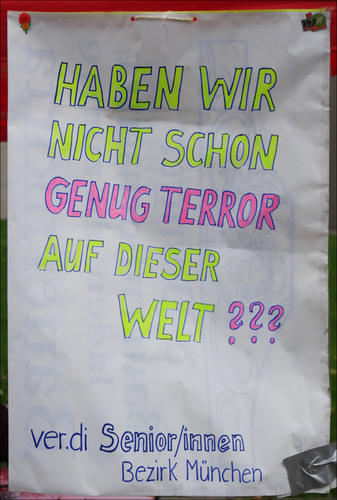 HABEN WIR
NICHT SCHON
GENUG TERROR
AUF DIESER
WELT ???
ver.di Senior/innen
Bezirk München